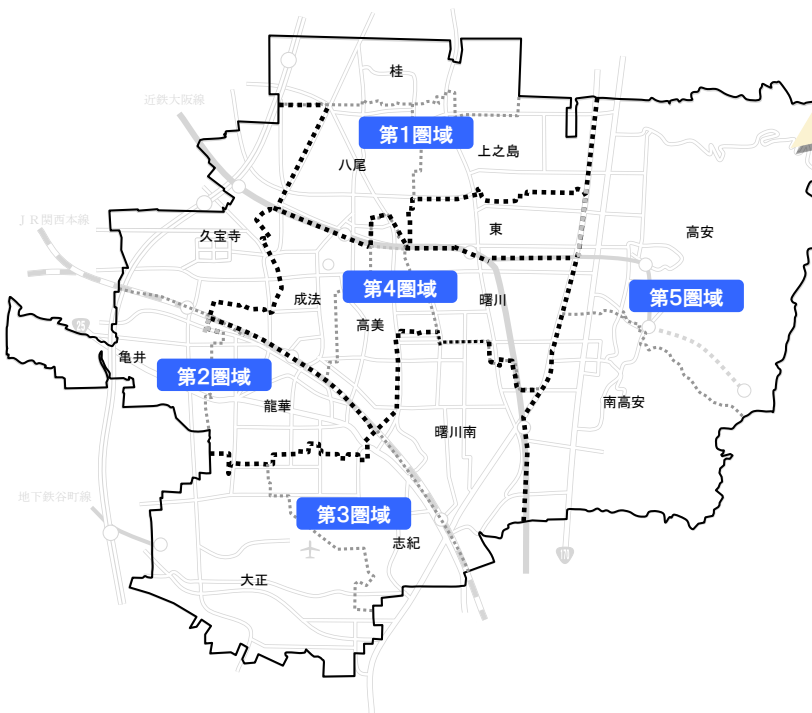 桂
近鉄大阪線
第1圏域
八尾
上之島
JR関西本線
久宝寺
東
高安
成法
第4圏域
曙川
第5圏域
25
高美
亀井
第2圏域
龍華
南高安
曙川南
地下鉄谷町線
第3圏域
志紀
170
大正